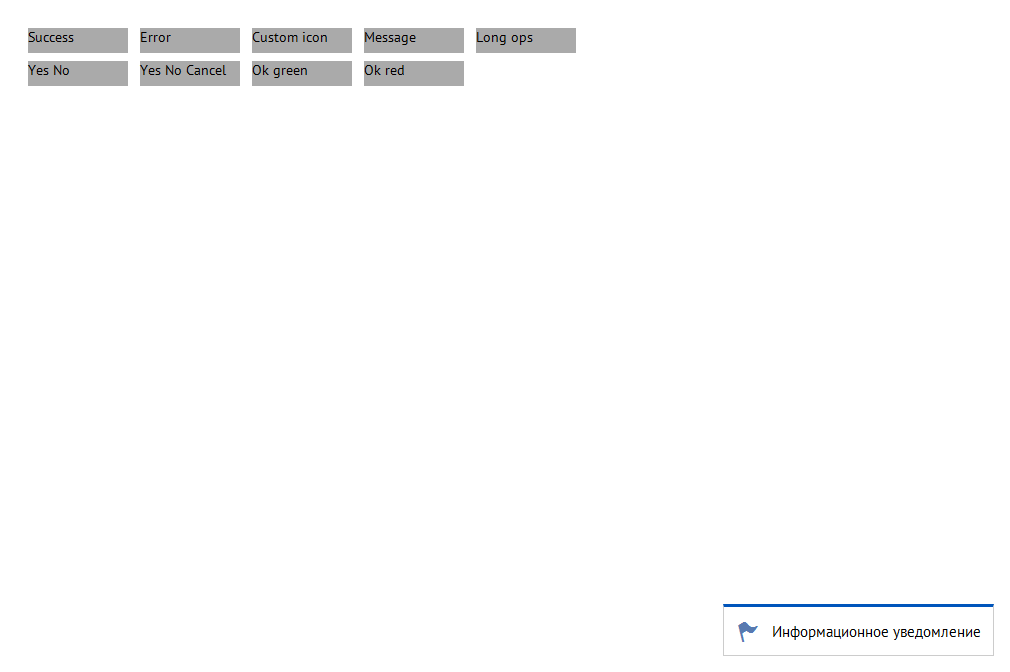 Success Error Custom icon Message Long ops
Yes No Yes No Cancel Ok green Ok red
Информационное уведомление